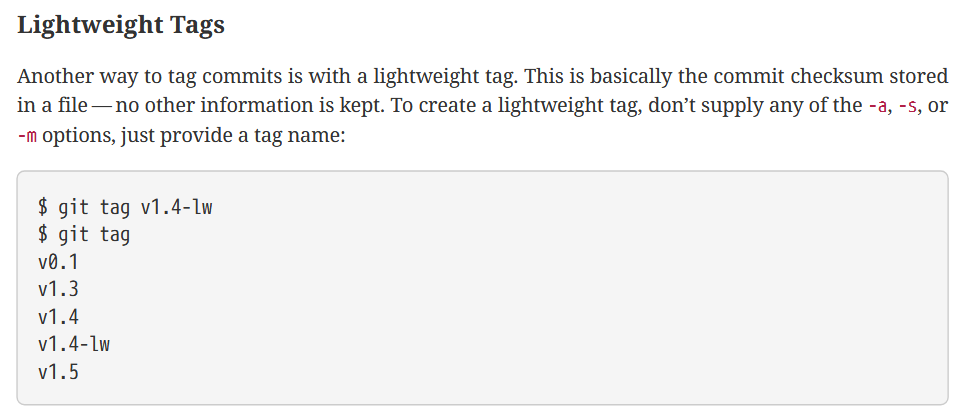 Lightweight Tags
Another way to tag commits is with a lightweight tag. This is basically the commit checksum stored
in a file — no other information is kept. To create a lightweight tag, don’t supply any of the -a, -s, or
-m options, just provide a tag name:
$ git tag v1.4-lw
$ git tag
v0.1
v1.3
v1.4
v1.4-lw
v1.5